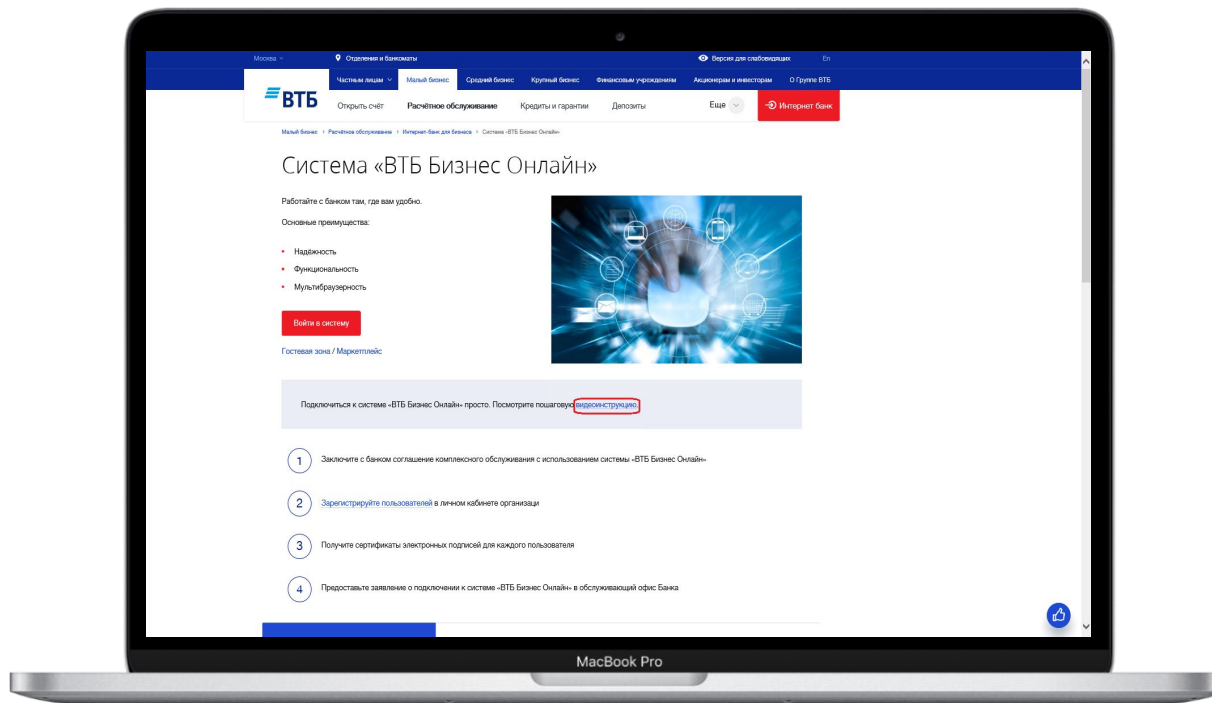 Москва
Отделения и банкоматы
Версия для слабовидящих
En
Частным лицам
Малый бизнес
Средний бизнес
Крупный бизнес
Финансовым учреждениям
Акционерам и инвесторам
О Группе ВТБ
ВТБ
Открыть счёт
Расчётное обслуживание
Кредиты и гарантии
Депозиты
Еще
Интернет банк
Малый бизнес › Расчётное обслуживание › Интернет-банк для бизнеса › Система «ВТБ Бизнес Онлайн»
Система «ВТБ Бизнес Онлайн»
Работайте с банком там, где вам удобно.
Основные преимущества:
• Надёжность
• Функциональность
• Мультибраузерность
Войти в систему
Гостевая зона / Маркетплейс
Подключиться к системе «ВТБ Бизнес Онлайн» просто. Посмотрите пошаговую видеоинструкцию.
1 Заключите с банком соглашение комплексного обслуживания с использованием системы «ВТБ Бизнес Онлайн»
2 Зарегистрируйте пользователей в личном кабинете организаци
3 Получите сертификаты электронных подписей для каждого пользователя
4 Предоставьте заявление о подключении к системе «ВТБ Бизнес Онлайн» в обслуживающий офис Банка
MacBook Pro